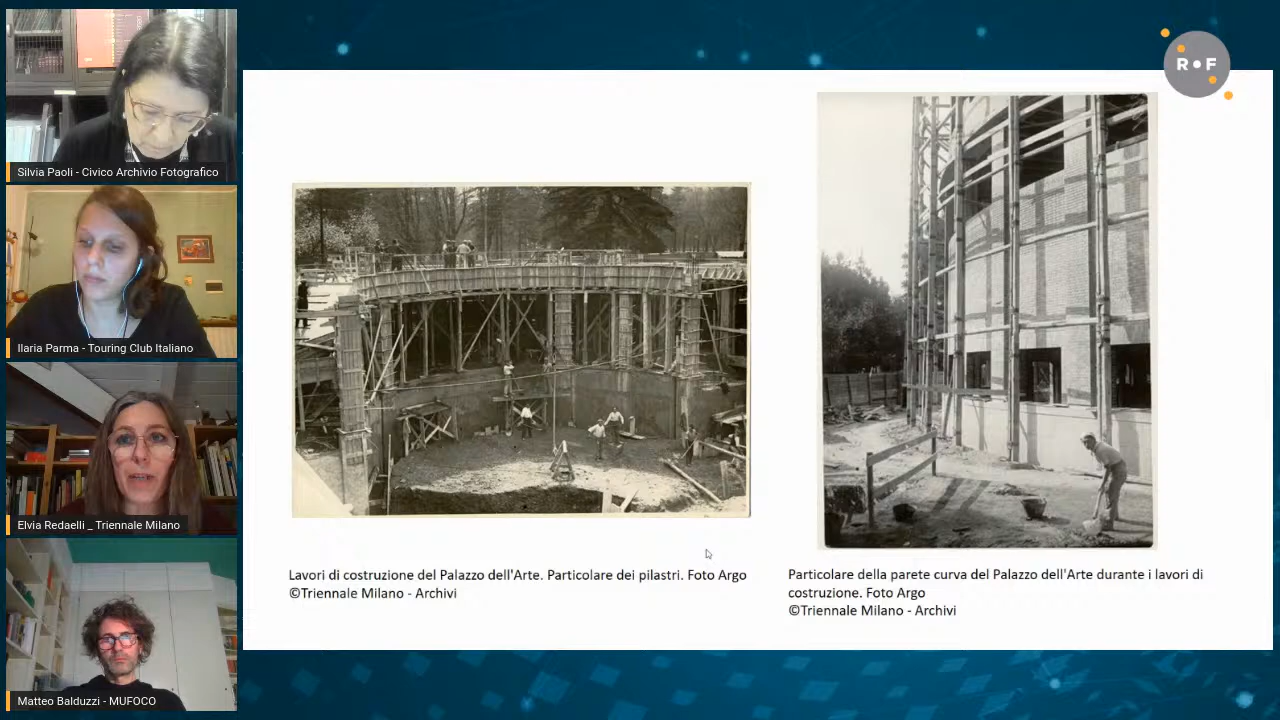 Silvia Paoli - Civico Archivio Fotografico
Ilaria Parma - Touring Club Italiano
Elvia Redaelli _ Triennale Milano
Matteo Balduzzi - MUFOCO
R•F
Lavori di costruzione del Palazzo dell'Arte. Particolare dei pilastri. Foto Argo
©Triennale Milano - Archivi
Particolare della parete curva del Palazzo dell'Arte durante i lavori di
costruzione. Foto Argo
©Triennale Milano - Archivi